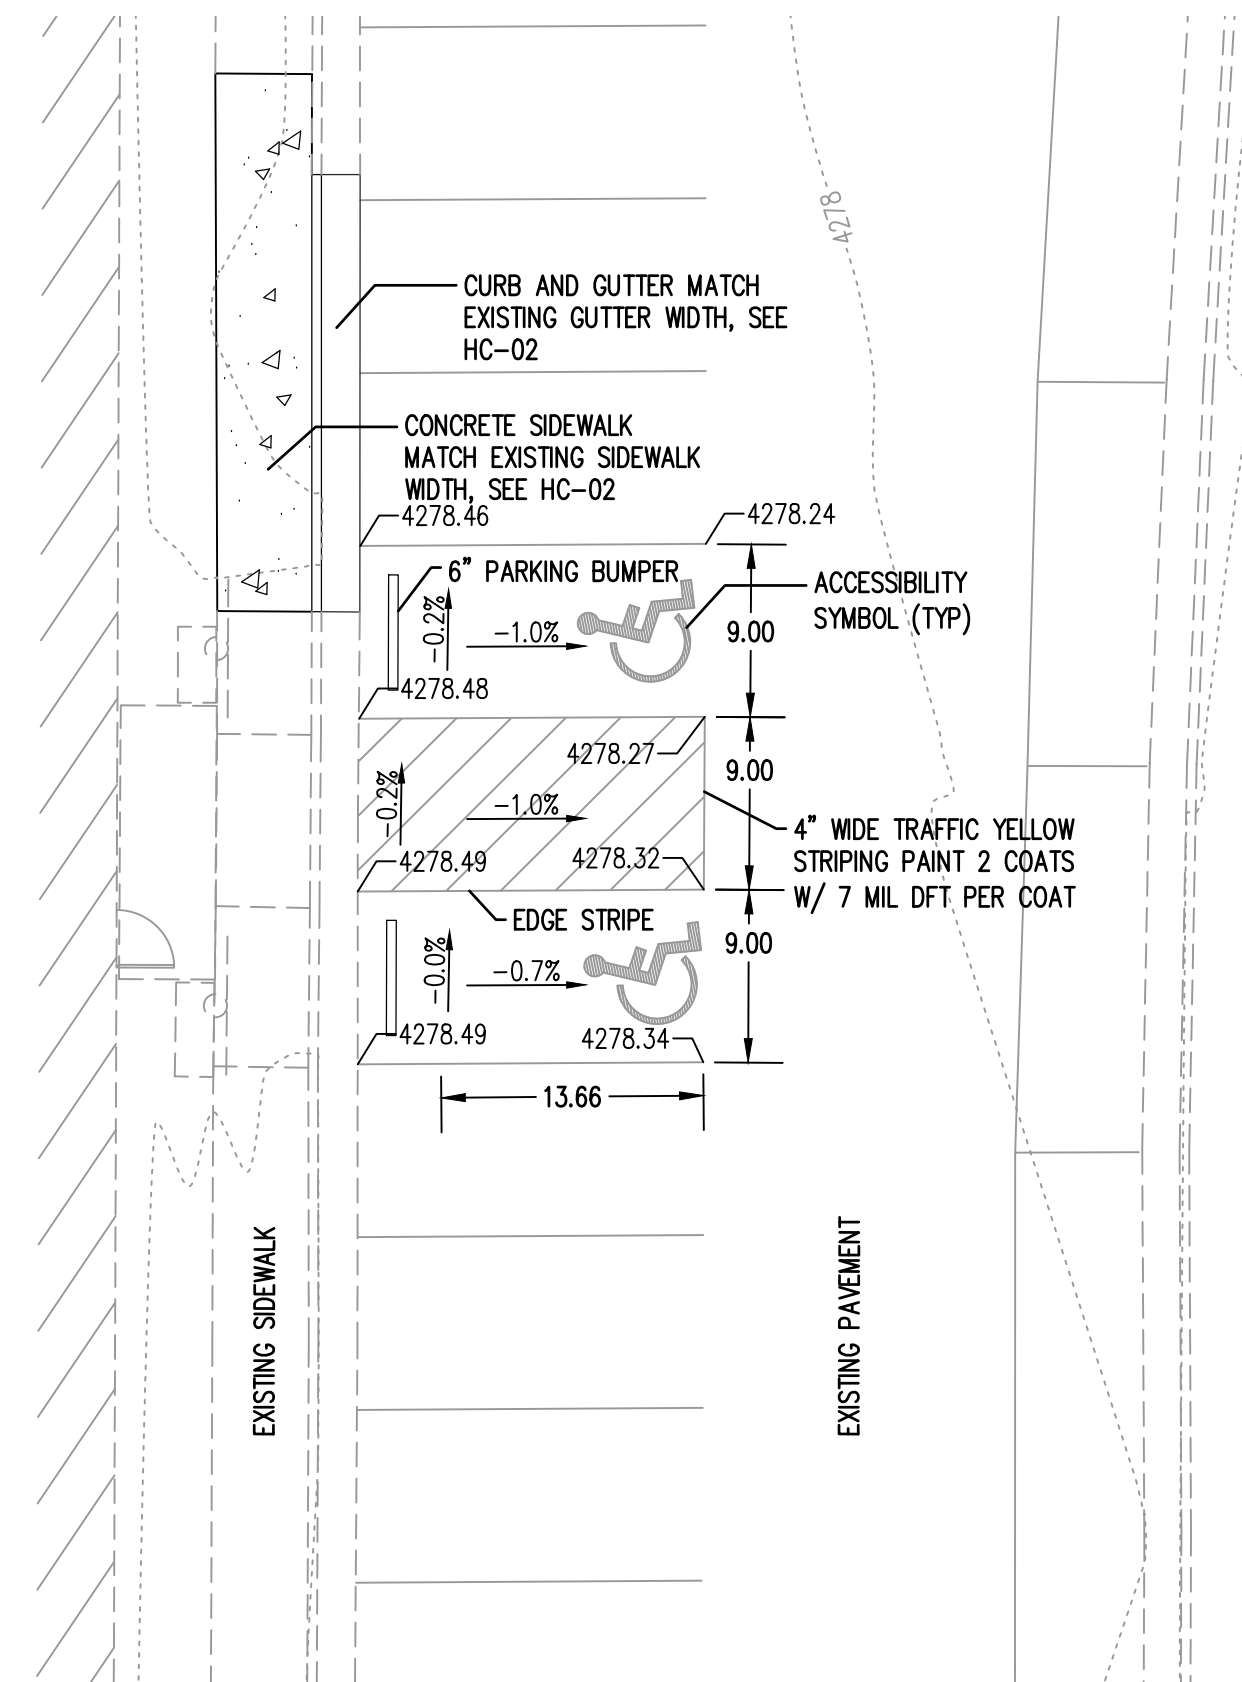 4278
CURB AND GUTTER MATCH
EXISTING GUTTER WIDTH, SEE
HC-02
CONCRETE SIDEWALK
MATCH EXISTING SIDEWALK
WIDTH, SEE HC-02
4278.46
4278.24
6" PARKING BUMPER
ACCESSIBILITY
SYMBOL (TYP)
-0.2%
-1.0%
9.00
4278.48
4278.27
9.00
-0.2%
-1.0%
4" WIDE TRAFFIC YELLOW
STRIPING PAINT 2 COATS
W/ 7 MIL DFT PER COAT
4278.49
4278.32
EDGE STRIPE
9.00
-0.0%
-0.7%
4278.49
4278.34
13.66
EXISTING SIDEWALK
EXISTING PAVEMENT